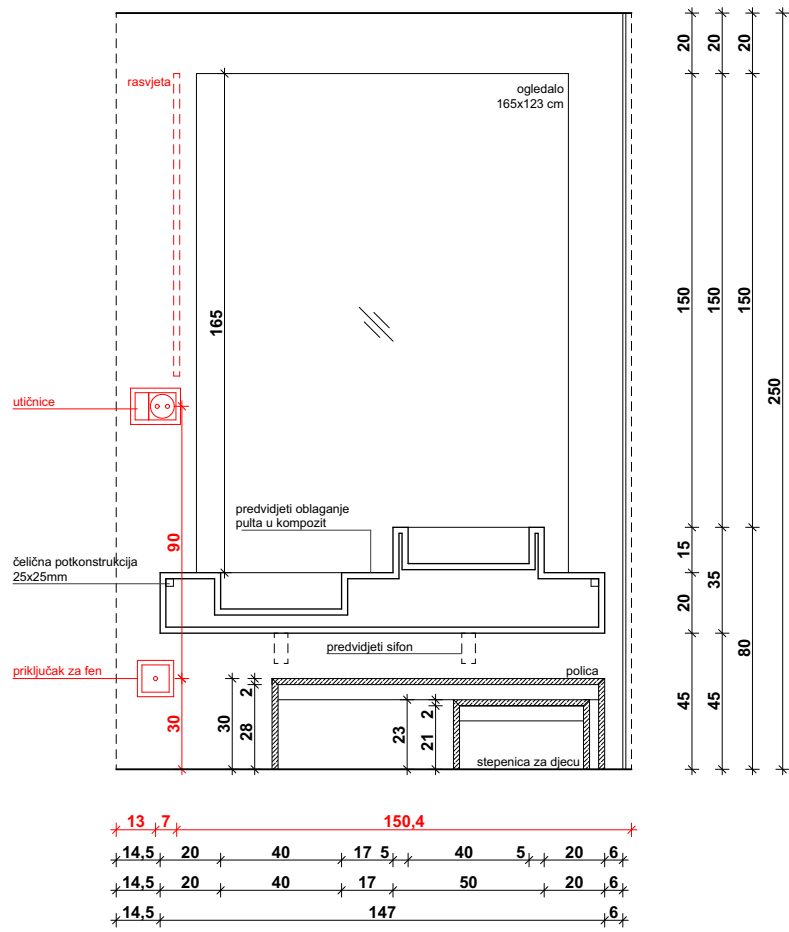 20 20 20
rasvjeta
ogledalo
165x123 cm
165
150 150 150
250
utičnice
90
predvidjeti oblaganje
pulta u kompozit
čelična potkonstrukcija
25x25mm
15
35
20
predvidjeti sifon
80
priključak za fen
polica
30
30
2
28
23
2
21
45 45
stepenica za djecu
13 7 150,4
14,5 20 40 17 5 40 5 20 6
14,5 20 40 17 50 20 6
14,5 147 6